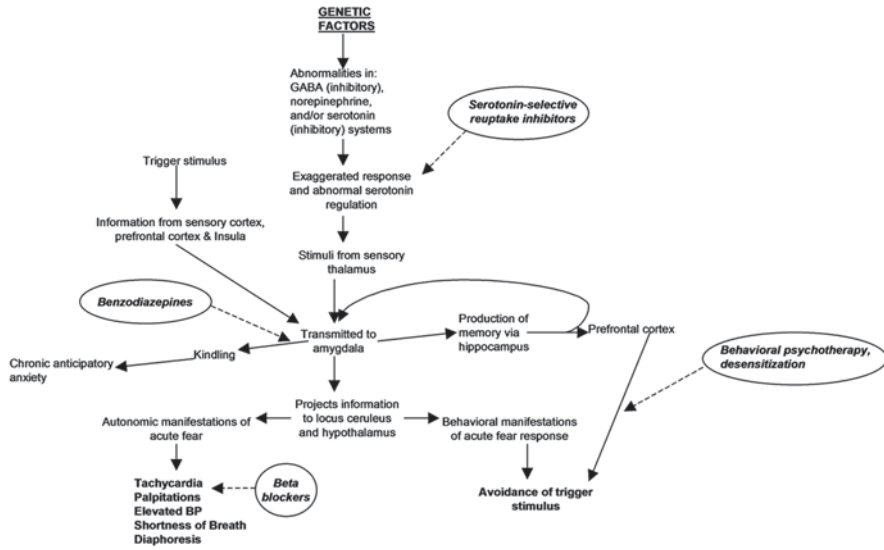 GENETIC
FACTORS
Abnormalities in:
GABA (inhibitory),
norepinephrine,
and/or serotonin
(inhibitory) systems
Serotonin-selective
reuptake inhibitors
Trigger stimulus
Exaggerated response
and abnormal serotonin
regulation
Information from sensory cortex,
prefrontal cortex & Insula
Stimuli from sensory
thalamus
Benzodiazepines
Transmitted to
amygdala
Production of
memory via
hippocampus
Prefrontal cortex
Behavioral psychotherapy,
desensitization
Kindling
Chronic anticipatory
anxiety
Projects information
to locus ceruleus
and hypothalamus
Autonomic manifestations of
acute fear
Behavioral manifestations
of acute fear response
Tachycardia
Palpitations
Elevated BP
Shortness of Breath
Diaphoresis
Beta
blockers
Avoidance of trigger
stimulus